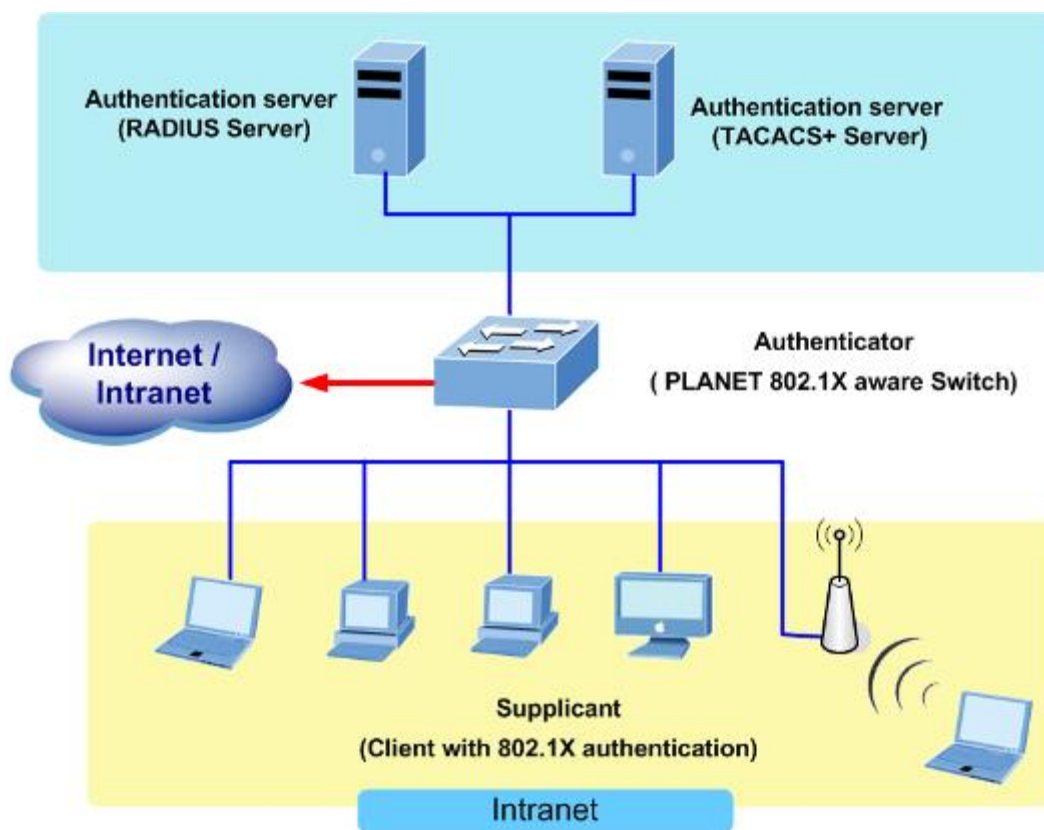 Authentication server
(RADIUS Server)
Authentication server
(TACACS+ Server)
Internet /
Intranet
Authenticator
( PLANET 802.1X aware Switch)
Supplicant
(Client with 802.1X authentication)
Intranet